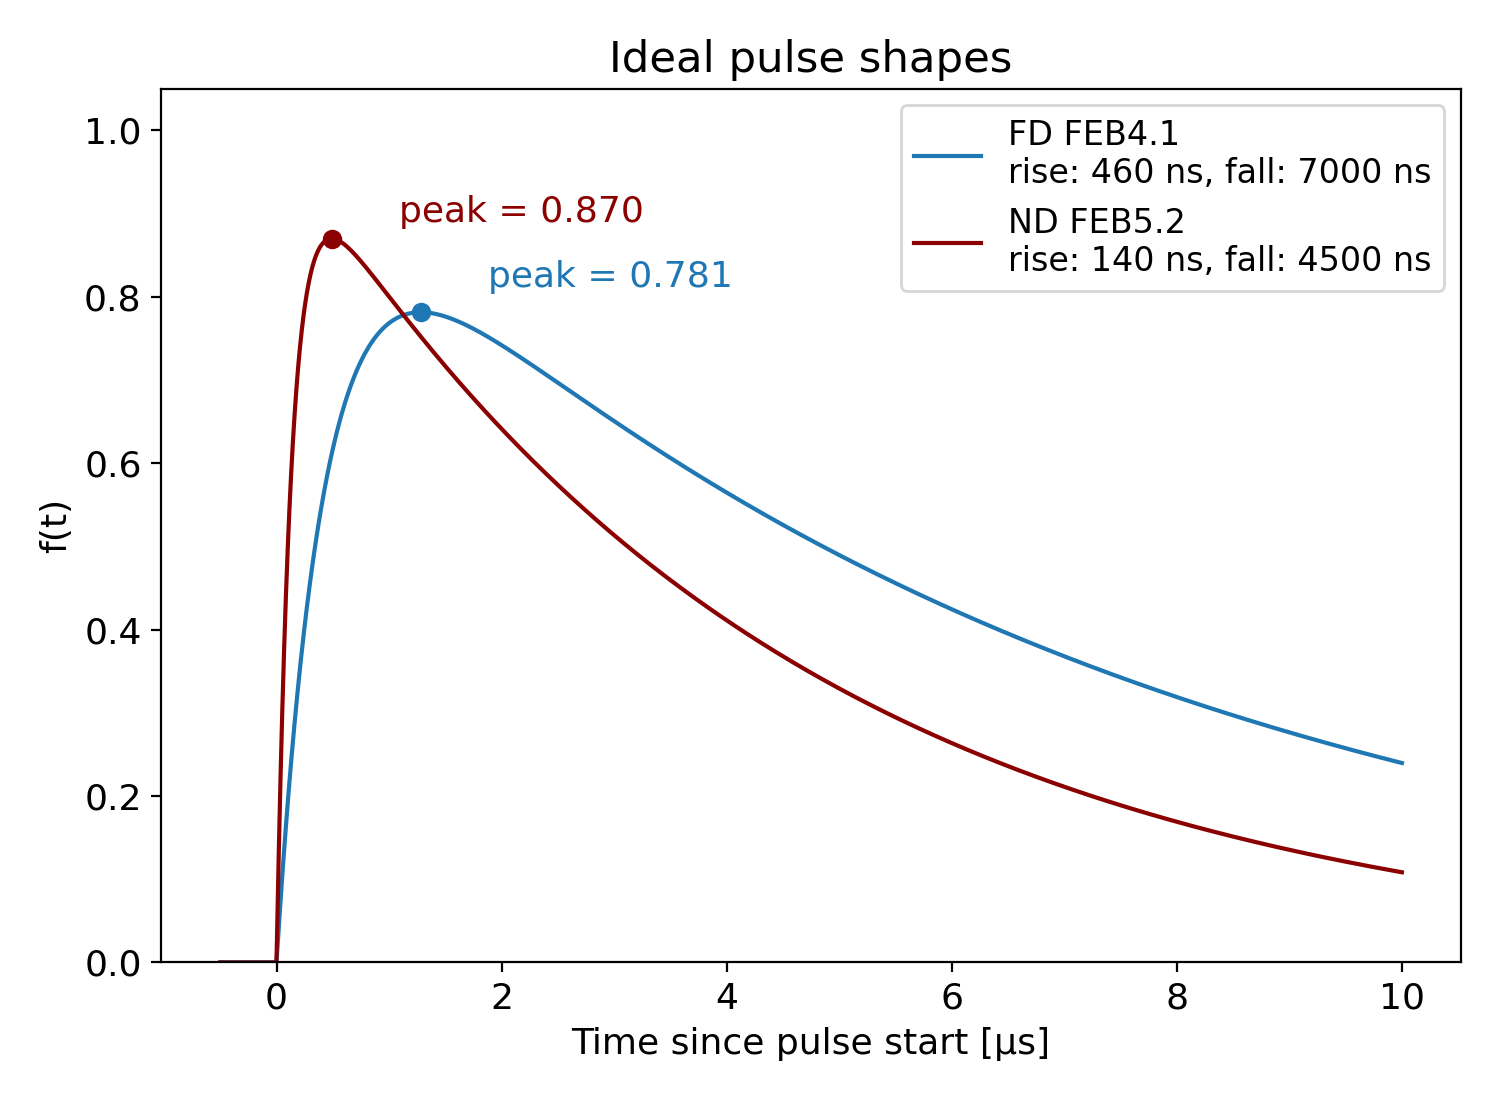 Ideal pulse shapes
FD FEB4.1
rise: 460 ns, fall: 7000 ns
ND FEB5.2
rise: 140 ns, fall: 4500 ns
peak = 0.870
peak = 0.781
1.0
0.8
0.6
0.4
0.2
0.0
f(t)
0 2 4 6 8 10
Time since pulse start [μs]